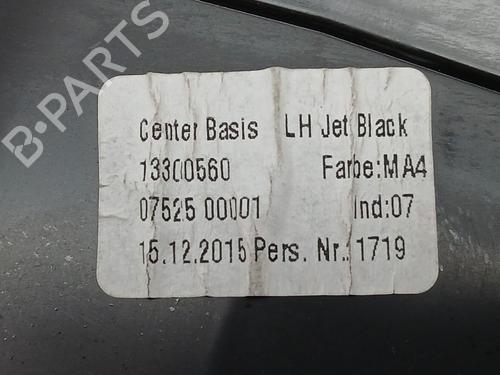 B-PARTS
Center Basis LH Jet Black
13300560 Farbe:MA4
07525 00001 Ind:07
15.12.2015 Pers. Nr.:1719